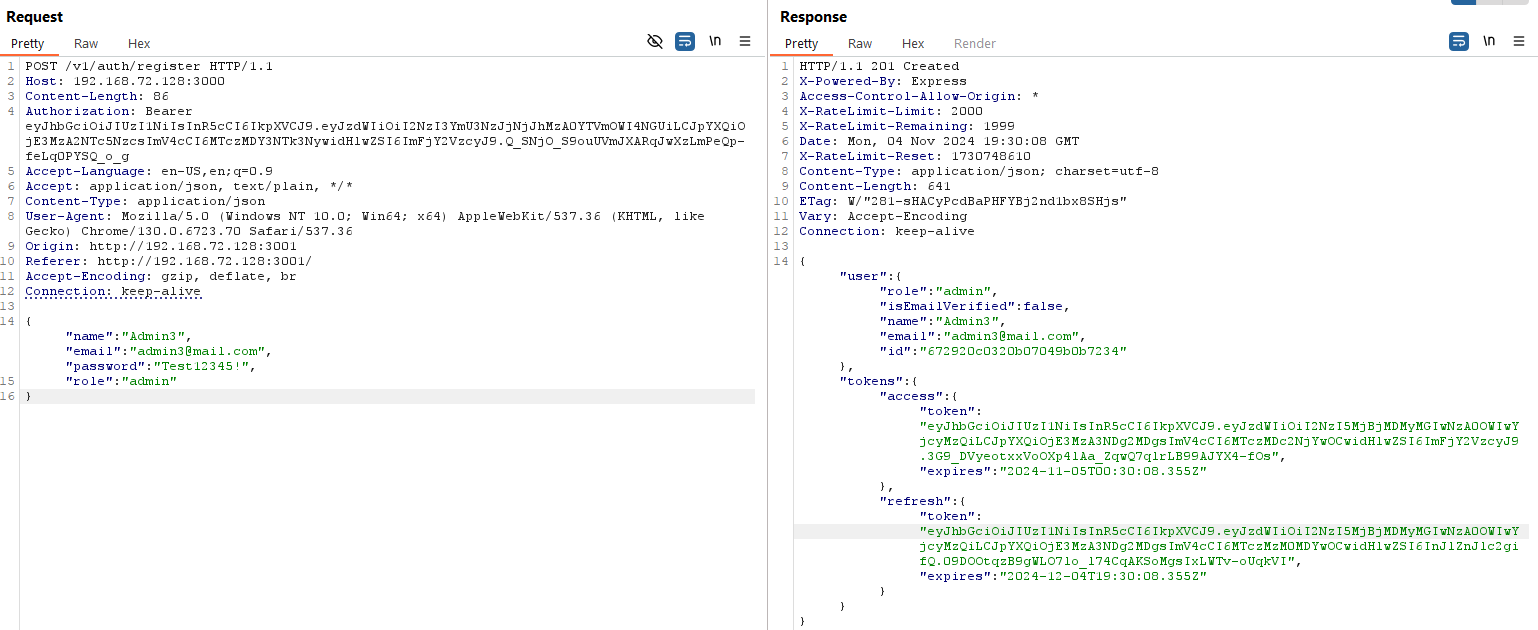 Request
Pretty Raw Hex \n
1 POST /v1/auth/register HTTP/1.1
2 Host: 192.168.72.128:3000
3 Content-Length: 86
4 Authorization: Bearer
eyJhbGciOiJIUzI1NiIsInR5cCI6IkpXVCJ9.eyJzdWIiOiI2NzI3YmU3NzJjNjJhMzA0YTVmOWI4NGUiLCJpYXQiO
jE3MzA2NTc5NzcsImV4cCI6MTczMDY3NTk3NywidHlwZSI6ImFjY2VzcyJ9.Q_SNjO_S9ouUVmJXARqJwXzLmPeQp-
feLq0PYSQ_o_g
5 Accept-Language: en-US,en;q=0.9
6 Accept: application/json, text/plain, */*
7 Content-Type: application/json
8 User-Agent: Mozilla/5.0 (Windows NT 10.0; Win64; x64) AppleWebKit/537.36 (KHTML, like
Gecko) Chrome/130.0.6723.70 Safari/537.36
9 Origin: http://192.168.72.128:3001
10 Referer: http://192.168.72.128:3001/
11 Accept-Encoding: gzip, deflate, br
12 Connection: keep-alive
13
14 {
"name":"Admin3",
"email":"admin3@mail.com",
"password":"Test12345!",
15 "role":"admin"
16 }
Response
Pretty Raw Hex Render \n
1 HTTP/1.1 201 Created
2 X-Powered-By: Express
3 Access-Control-Allow-Origin: *
4 X-RateLimit-Limit: 2000
5 X-RateLimit-Remaining: 1999
6 Date: Mon, 04 Nov 2024 19:30:08 GMT
7 X-RateLimit-Reset: 1730748610
8 Content-Type: application/json; charset=utf-8
9 Content-Length: 641
10 ETag: W/"281-sHACyPcdBaPHFYBj2nd1bx8SHjs"
11 Vary: Accept-Encoding
12 Connection: keep-alive
13
14 {
"user":{
"role":"admin",
"isEmailVerified":false,
"name":"Admin3",
"email":"admin3@mail.com",
"id":"672920c0320b07049b0b7234"
},
"tokens":{
"access":{
"token":
"eyJhbGciOiJIUzI1NiIsInR5cCI6IkpXVCJ9.eyJzdWIiOiI2NzI5MjBjMDMyMGIwNzA0OWIwY
jcyMzQiLCJpYXQiOjE3MzA3NDg2MDgsImV4cCI6MTczMDc2NjYwOCwidHlwZSI6ImFjY2VzcyJ9
.3G9_DVyeotxxVoOXp4lAa_ZqwQ7qlrLB99AJYX4-fOs",
"expires":"2024-11-05T00:30:08.355Z"
},
"refresh":{
"token":
"eyJhbGciOiJIUzI1NiIsInR5cCI6IkpXVCJ9.eyJzdWIiOiI2NzI5MjBjMDMyMGIwNzA0OWIwY
jcyMzQiLCJpYXQiOjE3MzA3NDg2MDgsImV4cCI6MTczMzM0MDYwOCwidHlwZSI6InJlZnJlc2gi
fQ.09DOOtqzB9gWLO7lo_l74CqAKSoMgsIxLWTv-oUqkVI",
"expires":"2024-12-04T19:30:08.355Z"
}
}
}